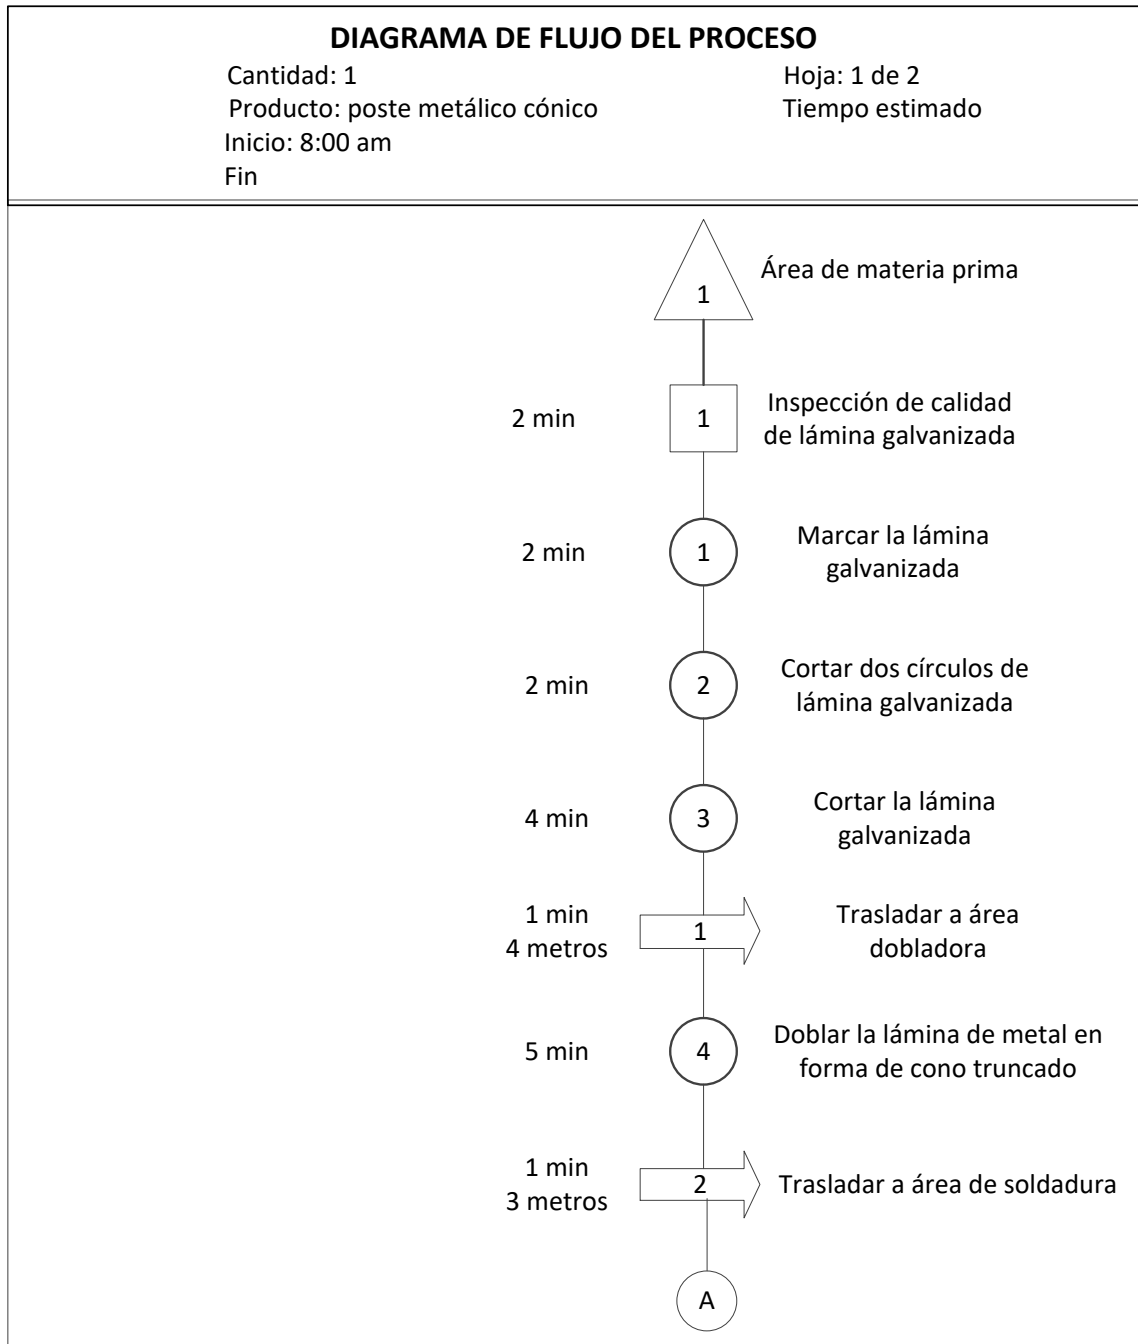 DIAGRAMA DE FLUJO DEL PROCESO
Cantidad: 1
Hoja: 1 de 2
Producto: poste metálico cónico
Tiempo estimado
Inicio: 8:00 am
Fin
1
Área de materia prima
2 min
1
Inspección de calidad
de lámina galvanizada
2 min
1
Marcar la lámina
galvanizada
2 min
2
Cortar dos círculos de
lámina galvanizada
4 min
3
Cortar la lámina
galvanizada
1 min
4 metros
1
Trasladar a área
dobladora
5 min
4
Doblar la lámina de metal en
forma de cono truncado
1 min
3 metros
2
Trasladar a área de soldadura
A